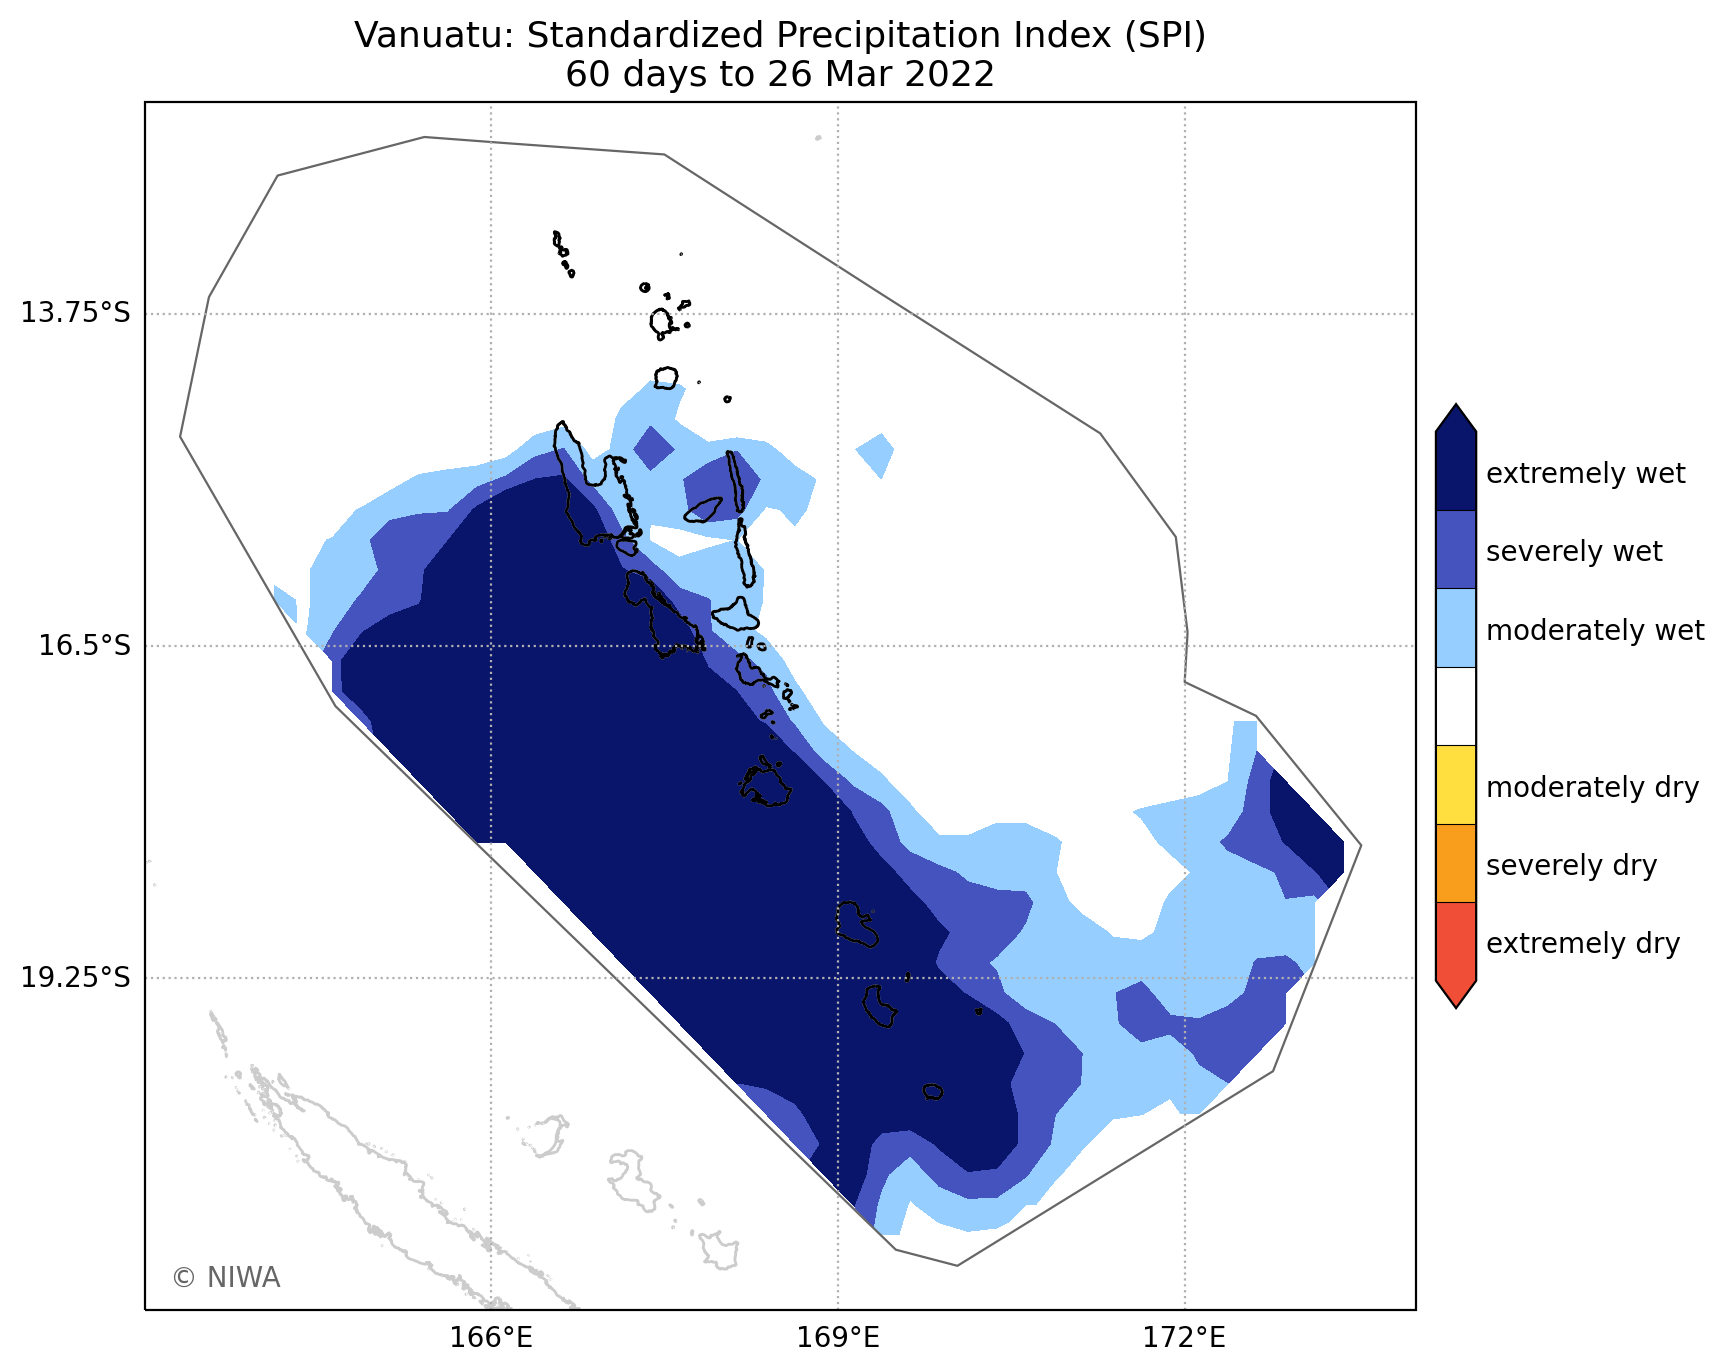 Vanuatu: Standardized Precipitation Index (SPI)
60 days to 26 Mar 2022
13.75°S
16.5°S
19.25°S
166°E
169°E
172°E
extremely wet
severely wet
moderately wet
moderately dry
severely dry
extremely dry
© NIWA